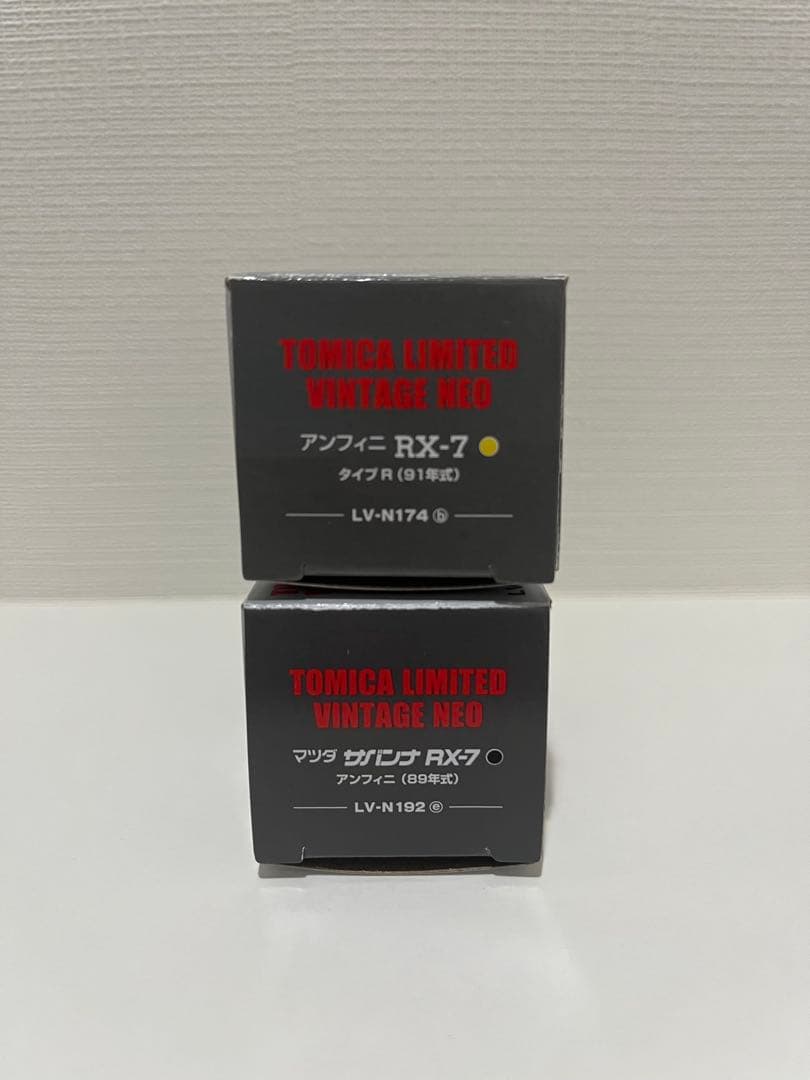 TOMICA LIMITED
VINTAGE NEO
アンフィニ RX-7
タイプR(91年式)
LV-N174 ⓑ
TOMICA LIMITED
VINTAGE NEO
マツダ サバンナ RX-7
アンフィニ(89年式)
LV-N192 ⓔ